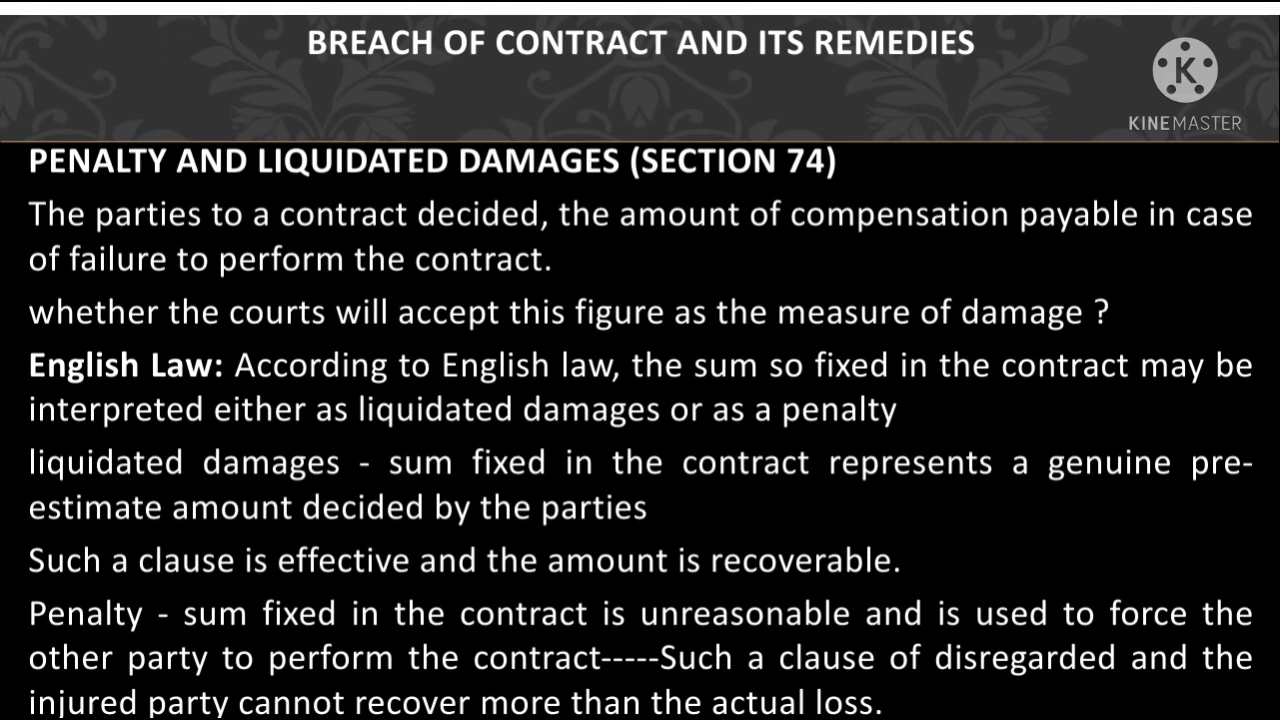 BREACH OF CONTRACT AND ITS REMEDIES
K
KINEMASTER
PENALTY AND LIQUIDATED DAMAGES (SECTION 74)
The parties to a contract decided, the amount of compensation payable in case
of failure to perform the contract.
whether the courts will accept this figure as the measure of damage ?
English Law: According to English law, the sum so fixed in the contract may be
interpreted either as liquidated damages or as a penalty
liquidated damages - sum fixed in the contract represents a genuine pre-
estimate amount decided by the parties
Such a clause is effective and the amount is recoverable.
Penalty - sum fixed in the contract is unreasonable and is used to force the
other party to perform the contract-----Such a clause of disregarded and the
injured party cannot recover more than the actual loss.